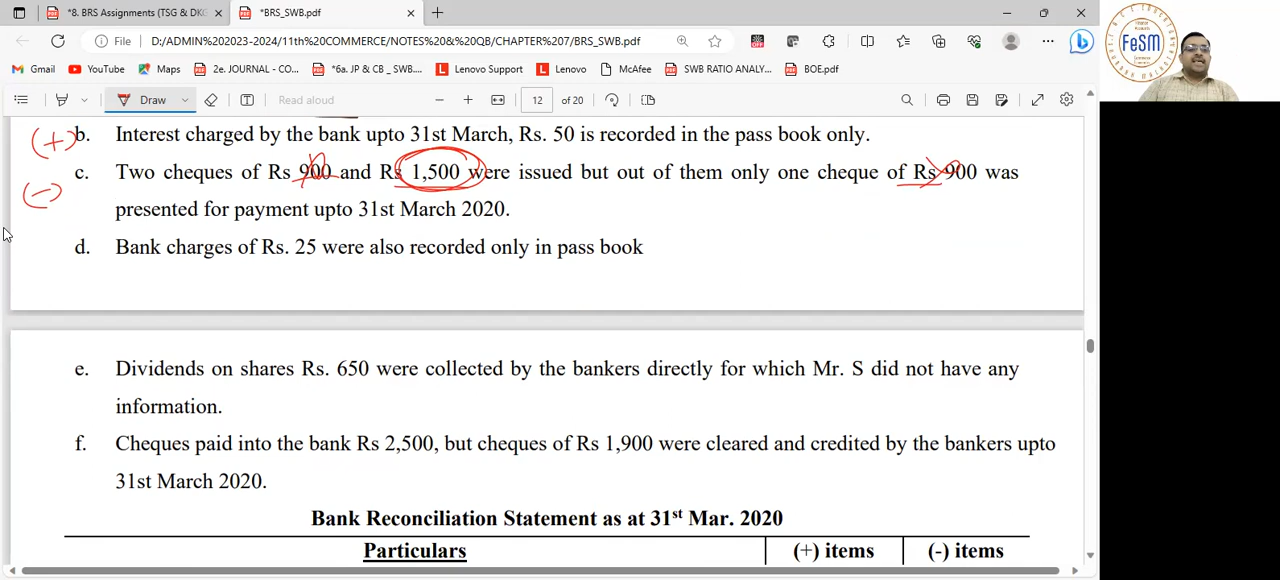 *8. BRS Assignments (TSG & DKG
*BRS_SWB.pdf
File D:/ADMIN%202023-2024/11th%20COMMERCE/NOTES%20 QB/CHAPTER%207/BRS_SWB.pdf
Gmail YouTube Maps 2e. JOURNAL - CO... *6a. JP & CB _ SWB.... Lenovo Support Lenovo McAfee SWB RATIO ANALY... BOE.pdf
Draw Read aloud 12 of 20
(+) b. Interest charged by the bank upto 31st March, Rs. 50 is recorded in the pass book only.
c. Two cheques of Rs 900 and Rs 1,500 were issued but out of them only one cheque of Rs 900 was
(-) presented for payment upto 31st March 2020.
d. Bank charges of Rs. 25 were also recorded only in pass book
e. Dividends on shares Rs. 650 were collected by the bankers directly for which Mr. S did not have any
information.
f. Cheques paid into the bank Rs 2,500, but cheques of Rs 1,900 were cleared and credited by the bankers upto
31st March 2020.
Bank Reconciliation Statement as at 31st Mar. 2020
Particulars (+) items (-) items
FeSM